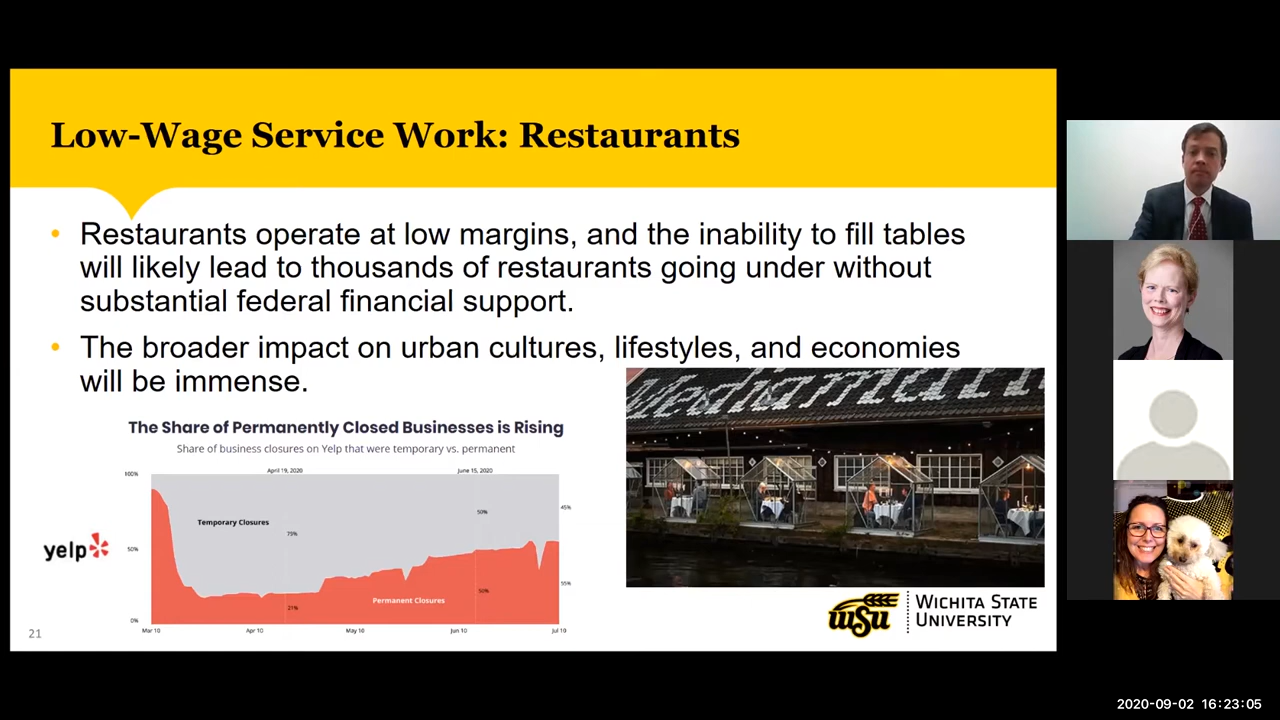 Low-Wage Service Work: Restaurants
• Restaurants operate at low margins, and the inability to fill tables
will likely lead to thousands of restaurants going under without
substantial federal financial support.
• The broader impact on urban cultures, lifestyles, and economies
will be immense.
The Share of Permanently Closed Businesses is Rising
Share of business closures on Yelp that were temporary vs. permanent
April 19, 2020
June 15, 2020
100%
50%
0%
Temporary Closures
79%
50%
45%
Permanent Closures
21%
50%
55%
Mar 10
Apr 10
May 10
Jun 10
Jul 10
yelp
Mediamatic
wsu
WICHITA STATE
UNIVERSITY
21
2020-09-02 16:23:05